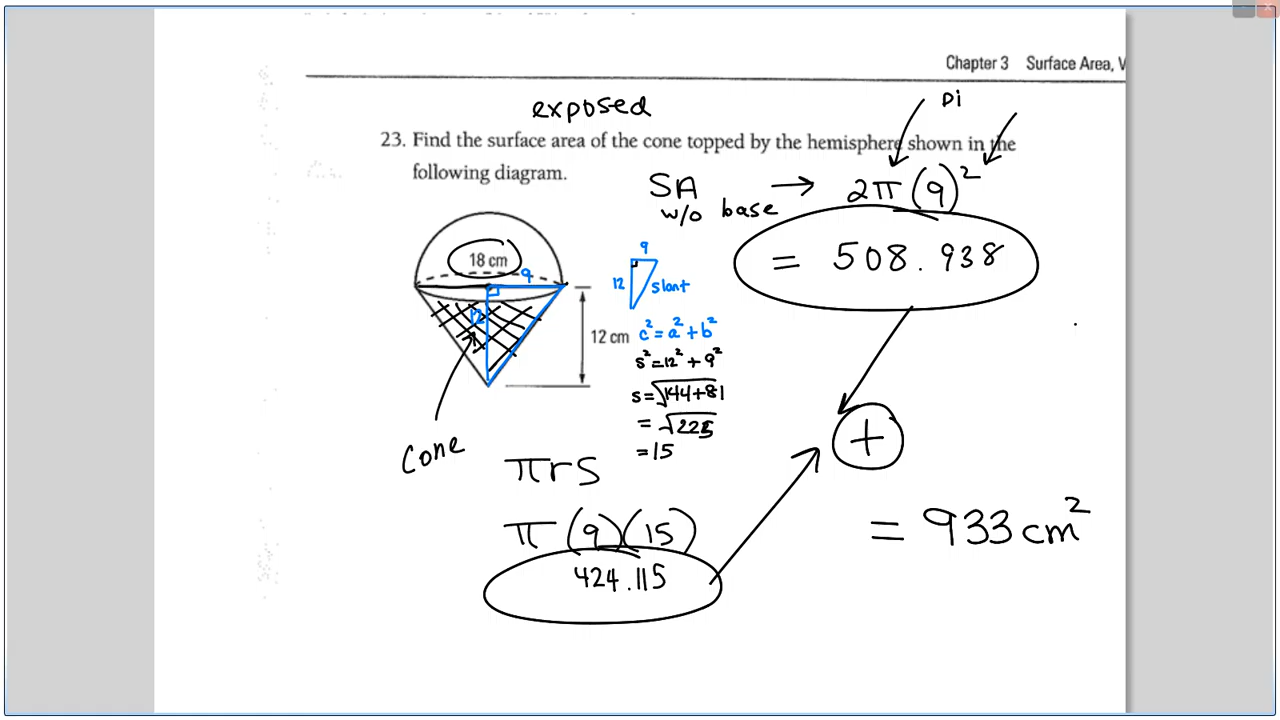 Chapter 3 Surface Area, V
exposed
Pi
23. Find the surface area of the cone topped by the hemisphere shown in the
following diagram.
SA
w/o base
→ 2π(9)²
= 508.938
18 cm
9
12
12 cm
9
12
slant
c² = a² + b²
s² = 12² + 9²
s = √144+81
= √225
= 15
cone
πrs
π(9)(15)
424.115
+
= 933 cm²